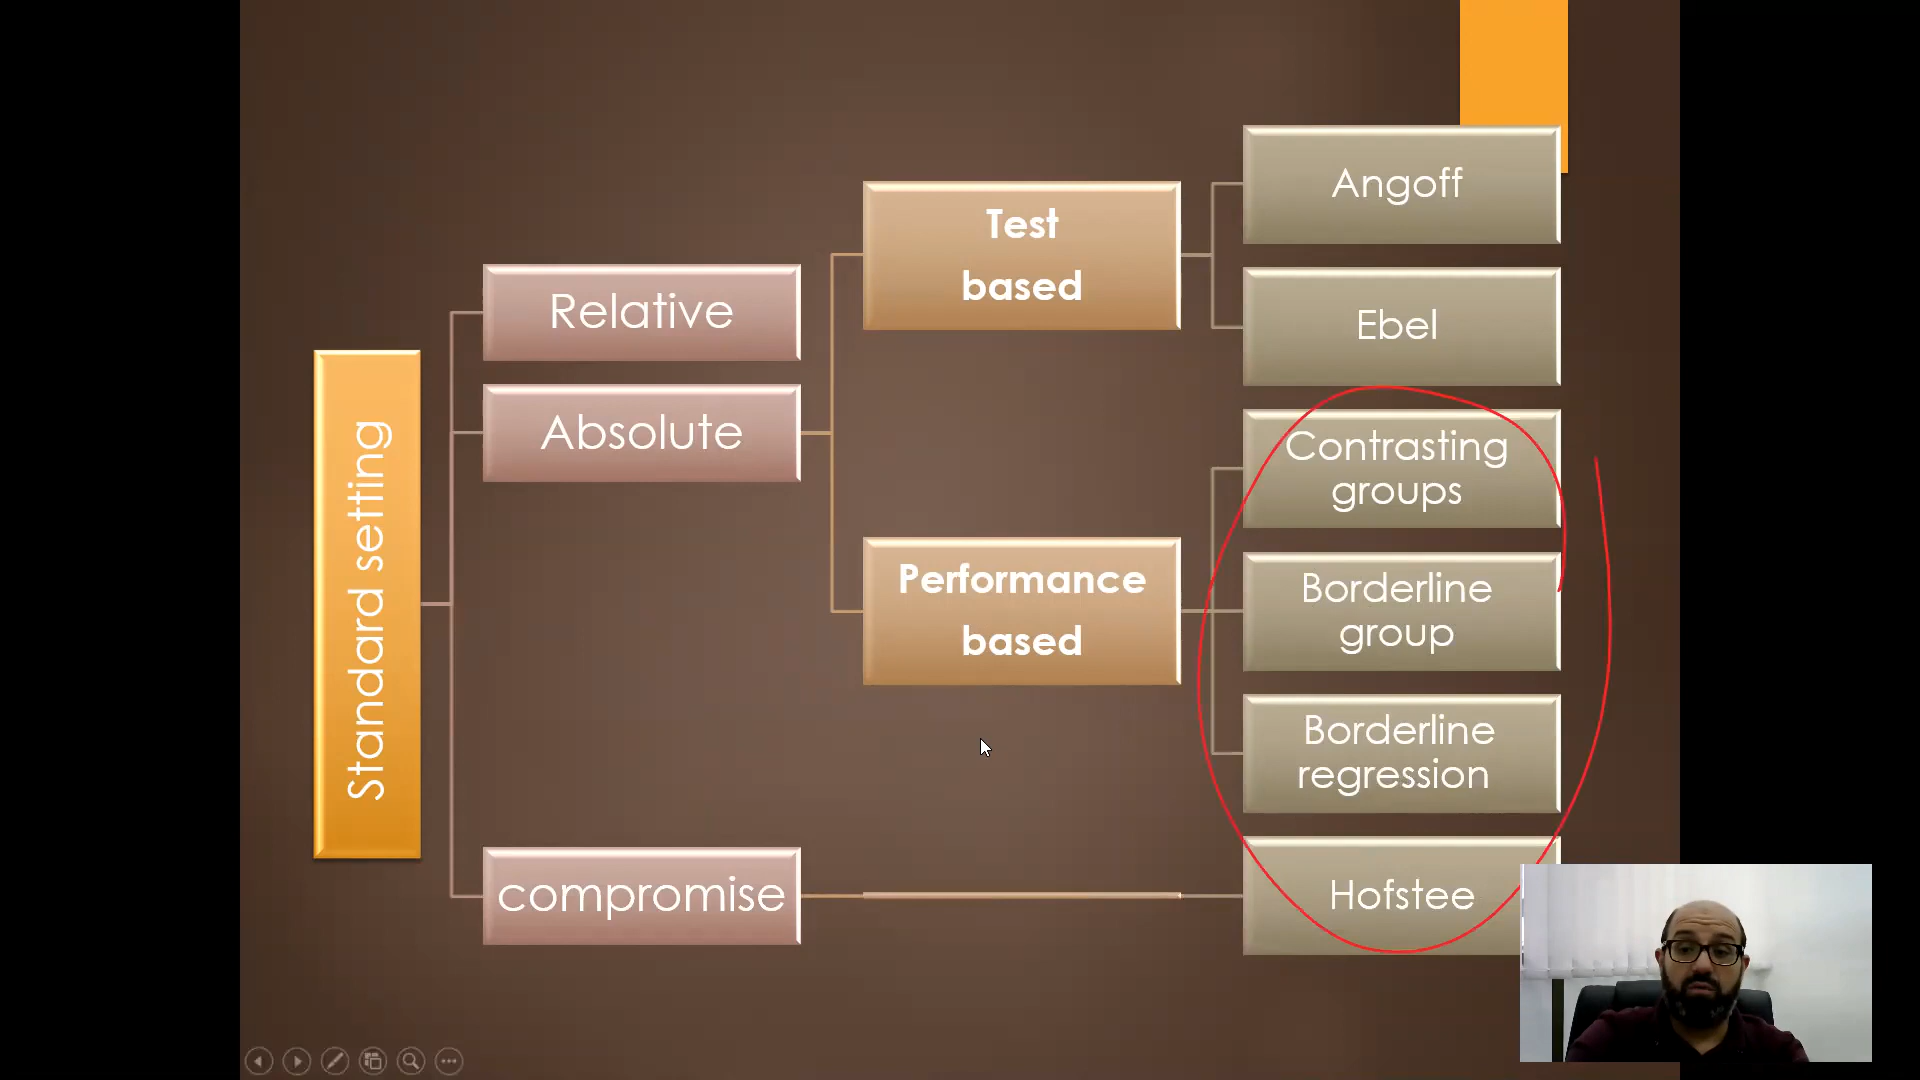 Standard setting
Relative
Absolute
compromise
Test
based
Performance
based
Angoff
Ebel
Contrasting
groups
Borderline
group
Borderline
regression
Hofstee